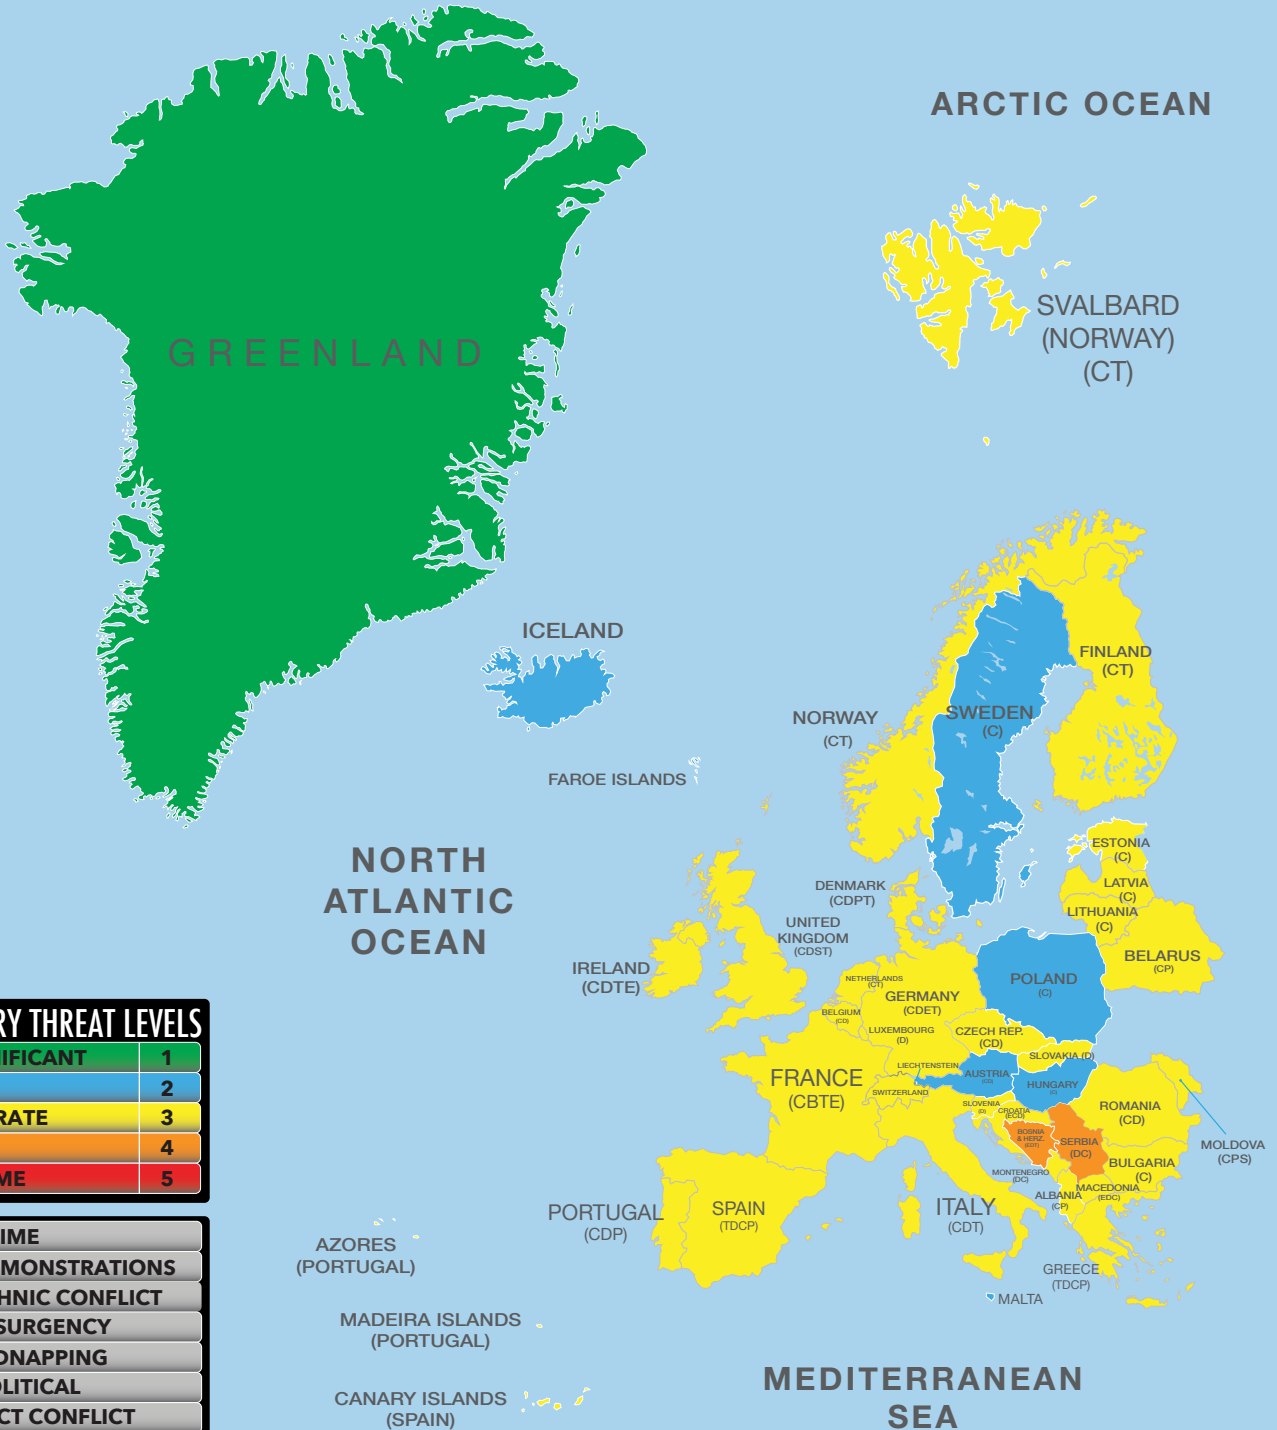 ARCTIC OCEAN
GREENLAND
SVALBARD
(NORWAY)
(CT)
ICELAND
FINLAND
(CT)
NORWAY
(CT)
SWEDEN
(C)
FAROE ISLANDS
NORTH
ATLANTIC
OCEAN
ESTONIA
(C)
LATVIA
(C)
LITHUANIA
(C)
BELARUS
(CP)
DENMARK
(CDPT)
UNITED
KINGDOM
(CDST)
IRELAND
(CDTE)
NETHERLANDS
(CT)
GERMANY
(CDET)
POLAND
(C)
BELGIUM
(CD)
LUXEMBOURG
(D)
CZECH REP.
(CD)
SLOVAKIA (D)
LIECHTENSTEIN
AUSTRIA
(CD)
HUNGARY
(C)
FRANCE
(CBTE)
SWITZERLAND
SLOVENIA
(D)
CROATIA
(ECD)
ROMANIA
(CD)
MOLDOVA
(CPS)
BOSNIA
& HERZ.
(CDT)
SERBIA
(DC)
BULGARIA
(C)
MONTENEGRO
(DC)
MACEDONIA
(EDC)
ALBANIA
(CP)
PORTUGAL
(CDP)
SPAIN
(TDCP)
ITALY
(CDT)
GREECE
(TDCP)
MALTA
AZORES
(PORTUGAL)
MADEIRA ISLANDS
(PORTUGAL)
CANARY ISLANDS
(SPAIN)
MEDITERRANEAN
SEA
RY THREAT LEVELS
NIFICANT 1
2
RATE 3
4
ME 5
IME
MONSTRATIONS
HNIC CONFLICT
SURGENCY
DNAPPING
LITICAL
CT CONFLICT